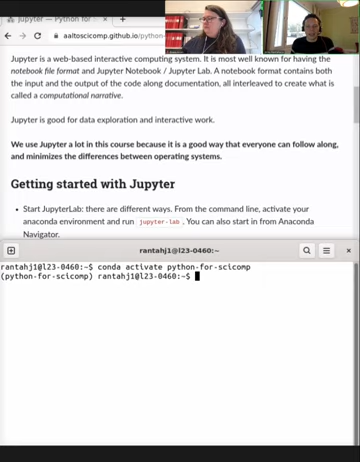 Jupyter — Python for
aaltoscicomp.github.io/python-
Jupyter is a web-based interactive computing system. It is most well known for having the
notebook file format and Jupyter Notebook / Jupyter Lab. A notebook format contains both
the input and the output of the code along documentation, all interleaved to create what is
called a computational narrative.
Jupyter is good for data exploration and interactive work.
We use Jupyter a lot in this course because it is a good way that everyone can follow along,
and minimizes the differences between operating systems.
Getting started with Jupyter
• Start JupyterLab: there are different ways. From the command line, activate your
anaconda environment and run jupyter-lab . You can also start in from Anaconda
Navigator.
rantahj1@l23-0460:~
rantahj1@l23-0460:~$ conda activate python-for-scicomp
(python-for-scicomp) rantahj1@l23-0460:~$